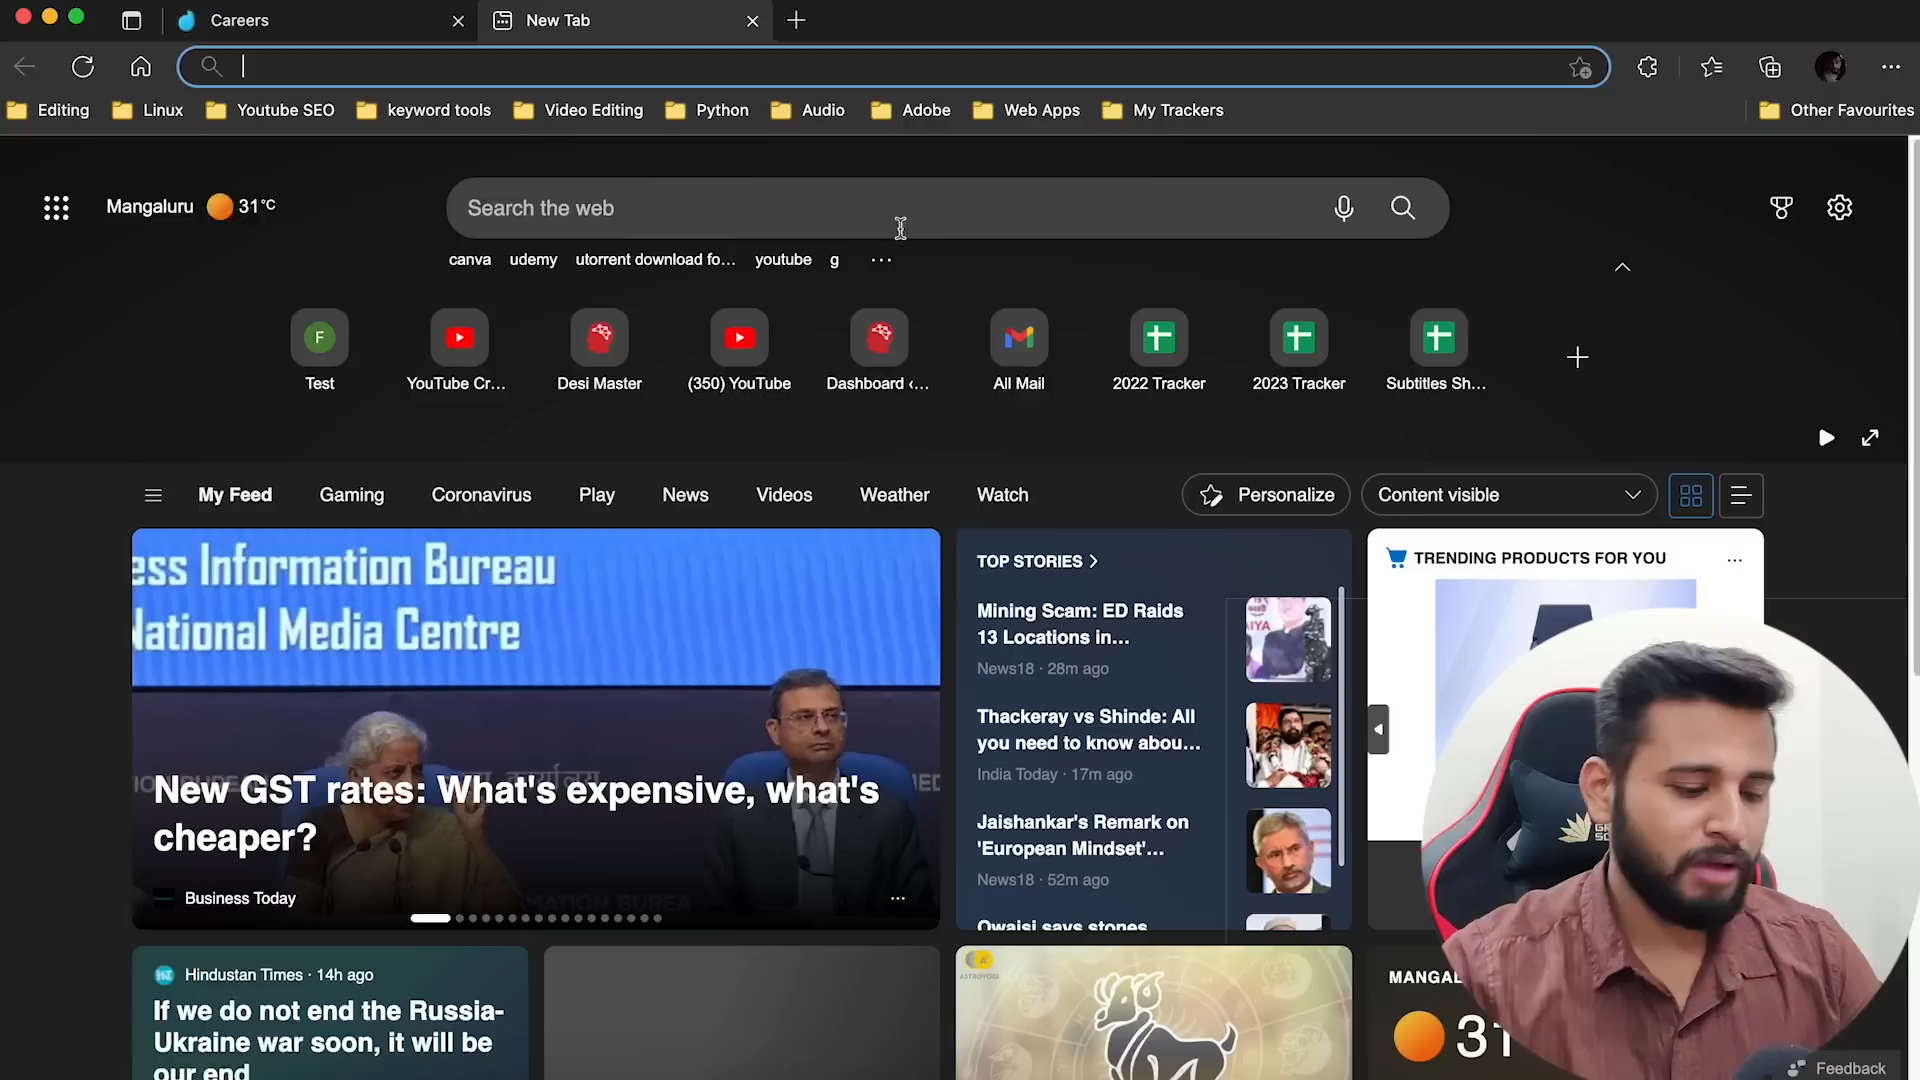 Careers
New Tab
Editing
Linux
Youtube SEO
keyword tools
Video Editing
Python
Audio
Adobe
Web Apps
My Trackers
Other Favourites
Mangaluru
31°C
Search the web
canva
udemy
utorrent download fo...
youtube
g
F
Test
YouTube Cr...
Desi Master
(350) YouTube
Dashboard ‹...
All Mail
2022 Tracker
2023 Tracker
Subtitles Sh...
My Feed
Gaming
Coronavirus
Play
News
Videos
Weather
Watch
Personalize
Content visible
ess Information Bureau
National Media Centre
New GST rates: What's expensive, what's
cheaper?
Business Today
TOP STORIES
Mining Scam: ED Raids
13 Locations in...
News18 · 28m ago
Thackeray vs Shinde: All
you need to know abou...
India Today · 17m ago
Jaishankar's Remark on
'European Mindset'...
News18 · 52m ago
Owaisi says stones
TRENDING PRODUCTS FOR YOU
Hindustan Times · 14h ago
If we do not end the Russia-
Ukraine war soon, it will be
our end
ASTROYOGI
MANGAL
31
Feedback